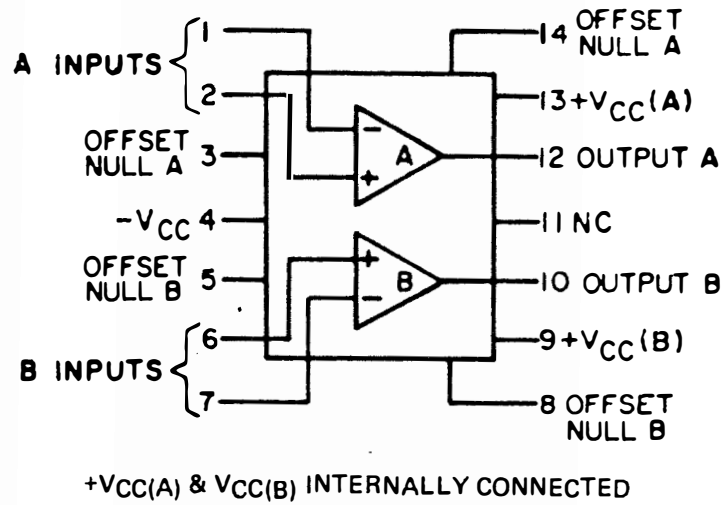 1
A INPUTS
2
OFFSET
NULL A 3
-VCC 4
OFFSET
NULL B 5
6
B INPUTS
7
- A +
+ B -
14 OFFSET
NULL A
13 +VCC(A)
12 OUTPUT A
11 NC
10 OUTPUT B
9 +VCC(B)
8 OFFSET
NULL B
+VCC(A) & VCC(B) INTERNALLY CONNECTED